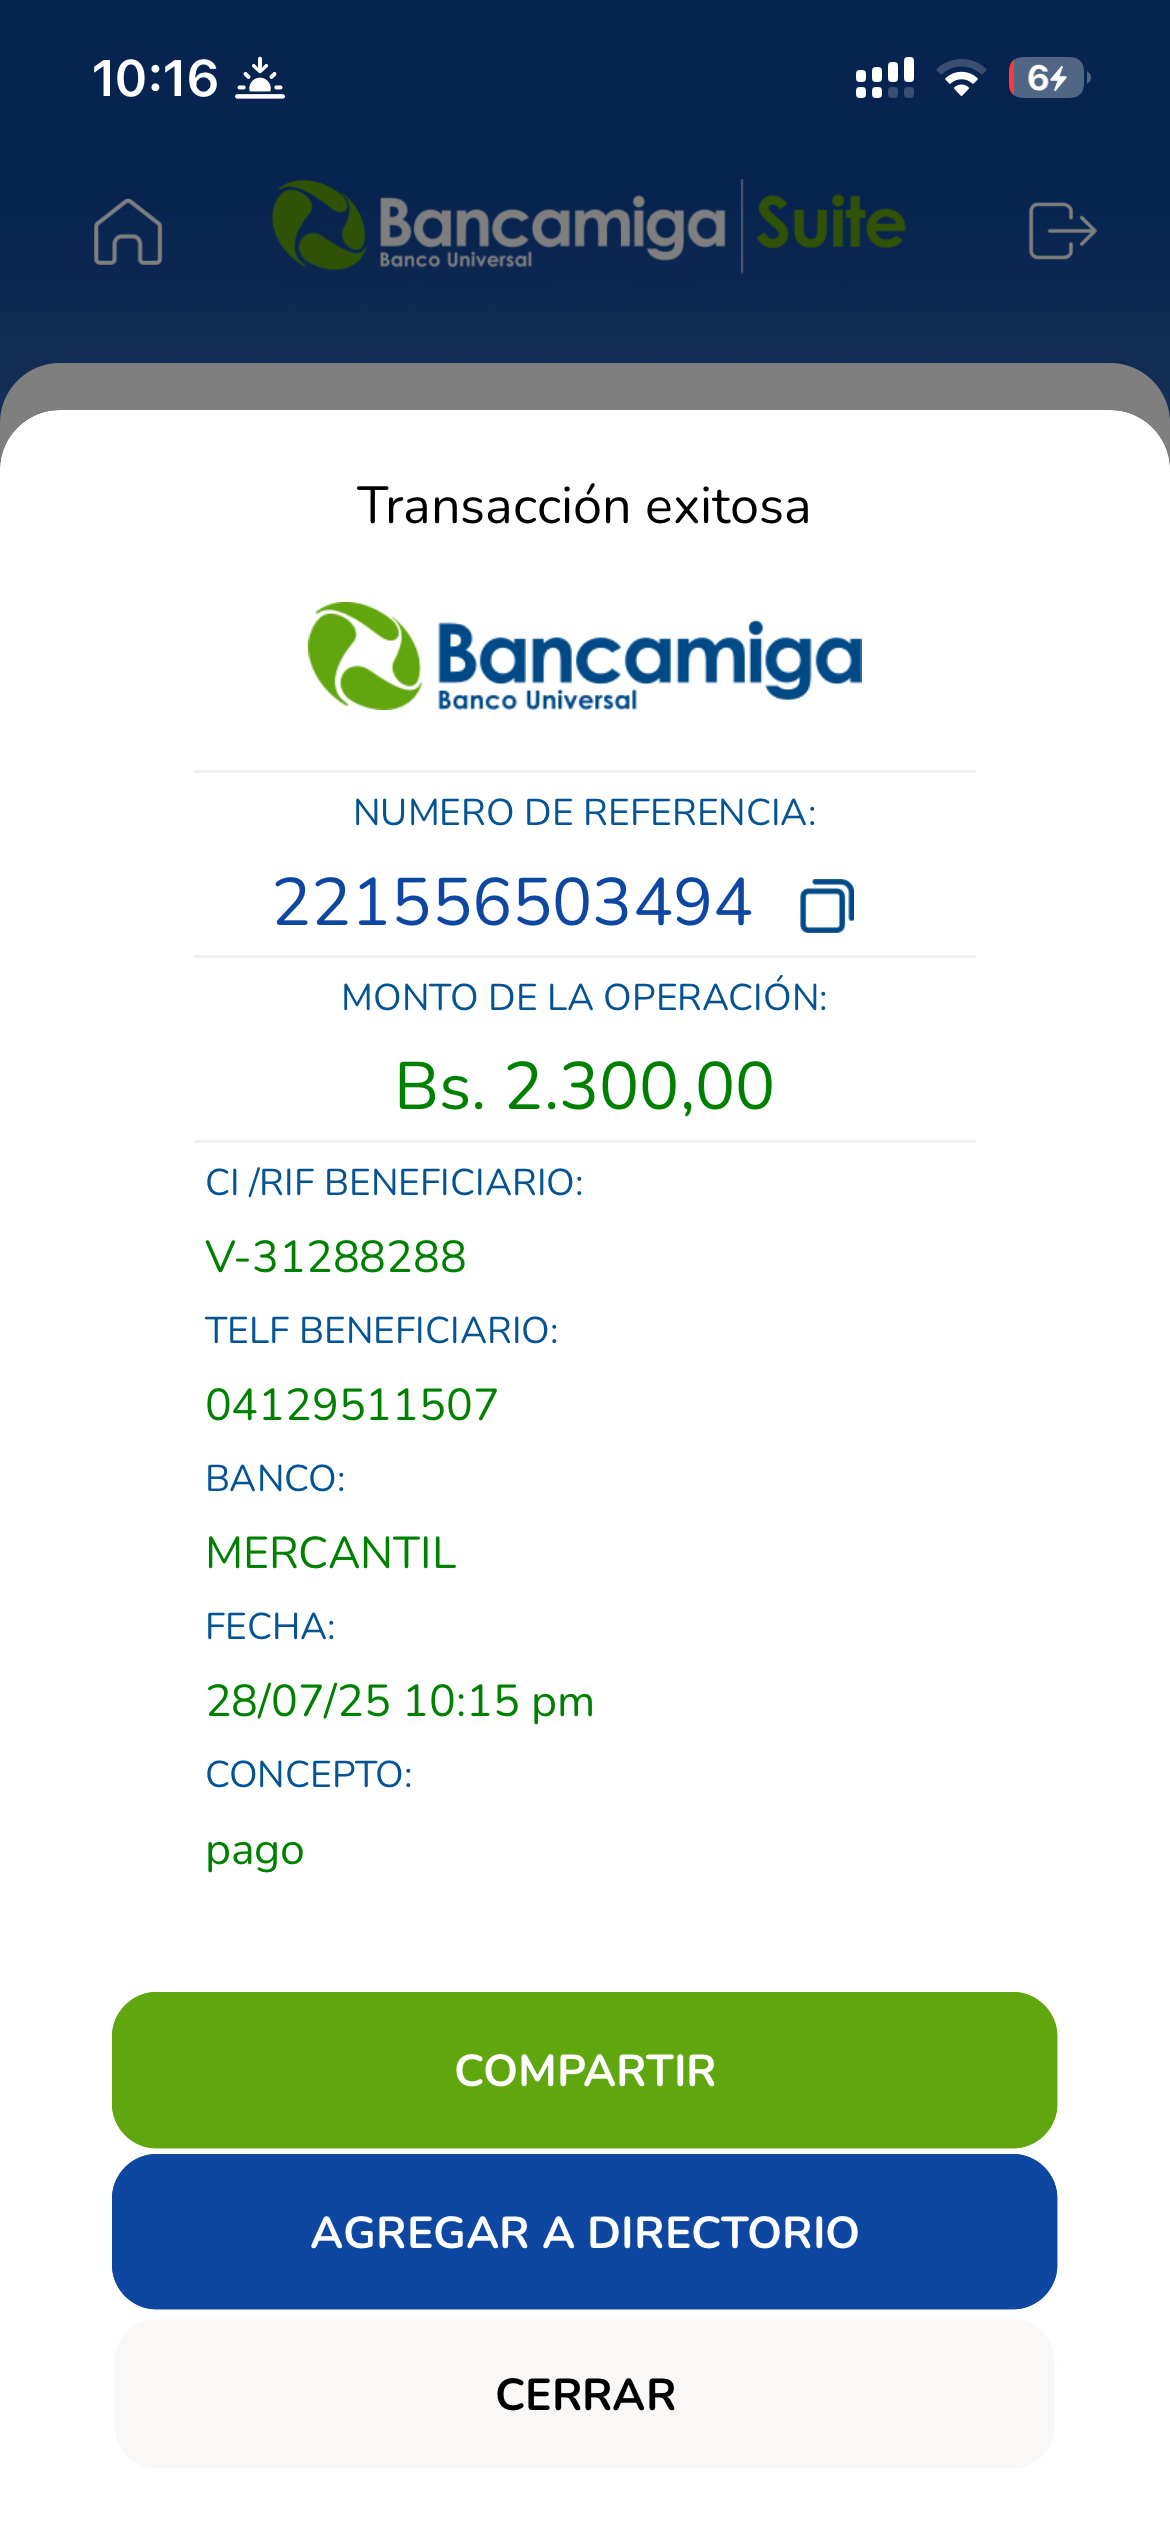 10:16
6
Bancamiga Suite
Banco Universal
Transacción exitosa
Bancamiga
Banco Universal
NUMERO DE REFERENCIA:
221556503494
MONTO DE LA OPERACIÓN:
Bs. 2.300,00
CI /RIF BENEFICIARIO:
V-31288288
TELF BENEFICIARIO:
04129511507
BANCO:
MERCANTIL
FECHA:
28/07/25 10:15 pm
CONCEPTO:
pago
COMPARTIR
AGREGAR A DIRECTORIO
CERRAR